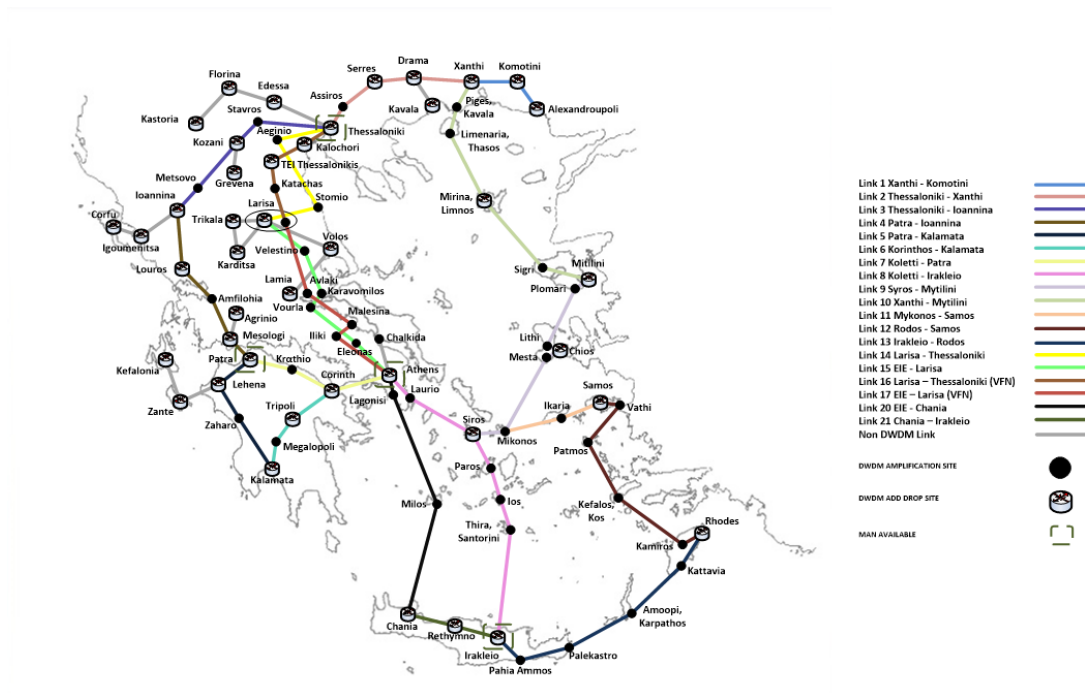 Drama
Xanthi
Komotini
Serres
Florina
Edessa
Assiros
Kavala
Piges,
Kavala
Alexandroupoli
Stavros
Kastoria
Aeginio
Thessaloniki
Limenaria,
Thasos
Kozani
Kalochori
TEI Thessalonikis
Metsovo
Grevena
Katachas
Ioannina
Mirina,
Limnos
Larisa
Stomio
Corfu
Trikala
Igoumenitsa
Volos
Velestino
Karditsa
Mitilini
Sigri
Louros
Lamia
Avlaki
Karavomilos
Plomari
Amfilohia
Vourla
Malesina
Agrinio
Iliki
Chalkida
Lithi
Mesologi
Eleonas
Chios
Mesta
Patra
Krathio
Athens
Kefalonia
Lehena
Corinth
Laurio
Samos
Lagonisi
Zante
Tripoli
Ikaria
Vathi
Zaharo
Siros
Mikonos
Megalopoli
Patmos
Paros
Kalamata
Milos
Ios
Kefalos,
Kos
Thira,
Santorini
Rhodes
Kamiros
Kattavia
Amoopi,
Karpathos
Chania
Rethymno
Irakleio
Palekastro
Pahia Ammos
Link 1 Xanthi - Komotini
Link 2 Thessaloniki - Xanthi
Link 3 Thessaloniki - Ioannina
Link 4 Patra - Ioannina
Link 5 Patra - Kalamata
Link 6 Korinthos - Kalamata
Link 7 Koletti - Patra
Link 8 Koletti - Irakleio
Link 9 Syros - Mytilini
Link 10 Xanthi - Mytilini
Link 11 Mykonos - Samos
Link 12 Rodos - Samos
Link 13 Irakleio - Rodos
Link 14 Larisa - Thessaloniki
Link 15 EIE - Larisa
Link 16 Larisa – Thessaloniki (VFN)
Link 17 EIE – Larisa (VFN)
Link 20 EIE - Chania
Link 21 Chania – Irakleio
Non DWDM Link
DWDM AMPLIFICATION SITE
DWDM ADD DROP SITE
MAN AVAILABLE